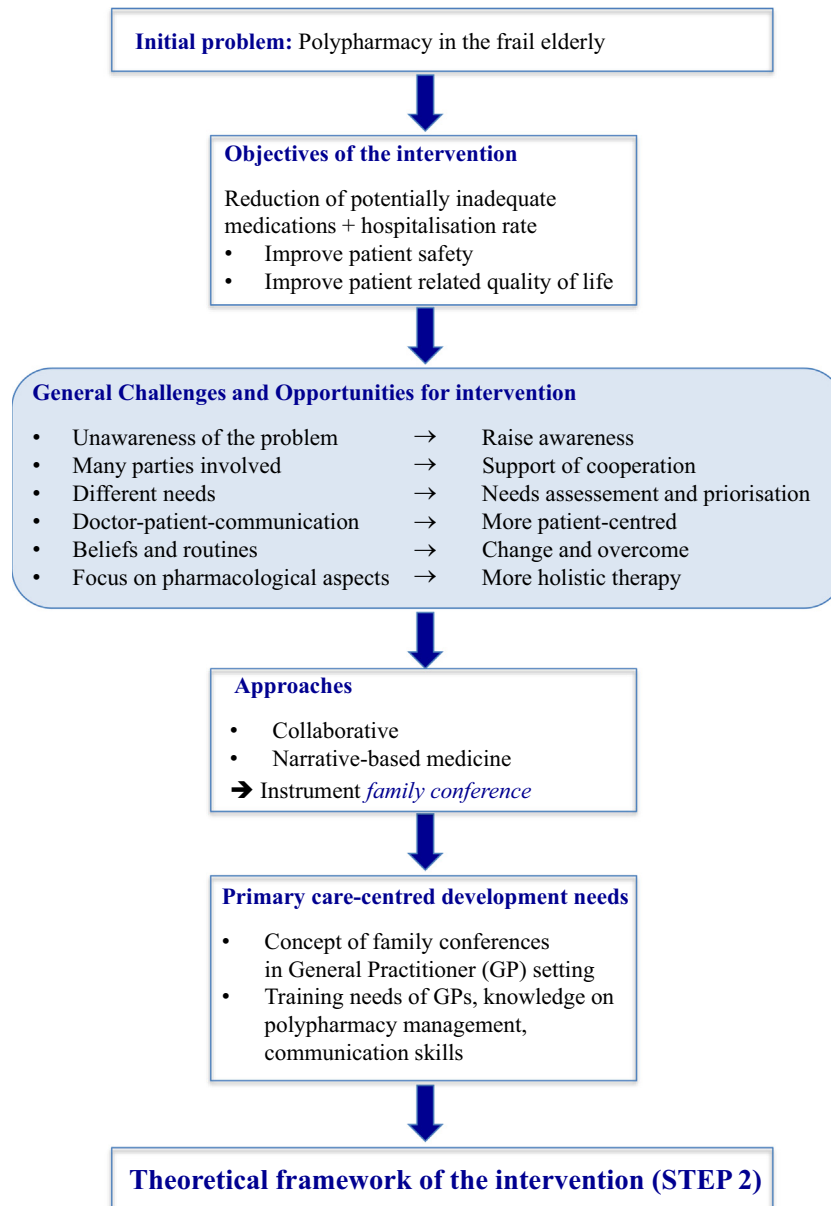 Initial problem: Polypharmacy in the frail elderly
Objectives of the intervention
Reduction of potentially inadequate
medications + hospitalisation rate
• Improve patient safety
• Improve patient related quality of life
General Challenges and Opportunities for intervention
• Unawareness of the problem → Raise awareness
• Many parties involved → Support of cooperation
• Different needs → Needs assessement and priorisation
• Doctor-patient-communication → More patient-centred
• Beliefs and routines → Change and overcome
• Focus on pharmacological aspects → More holistic therapy
Approaches
• Collaborative
• Narrative-based medicine
➔ Instrument family conference
Primary care-centred development needs
• Concept of family conferences
in General Practitioner (GP) setting
• Training needs of GPs, knowledge on
polypharmacy management,
communication skills
Theoretical framework of the intervention (STEP 2)